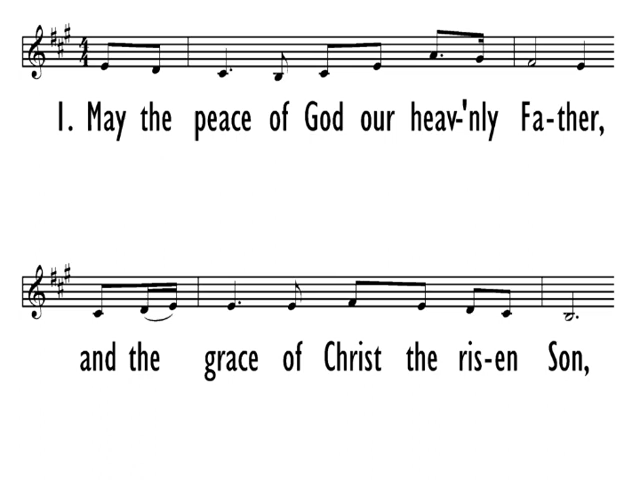 1. May the peace of God our heav-'nly Fa-ther,
and the grace of Christ the ris-en Son,